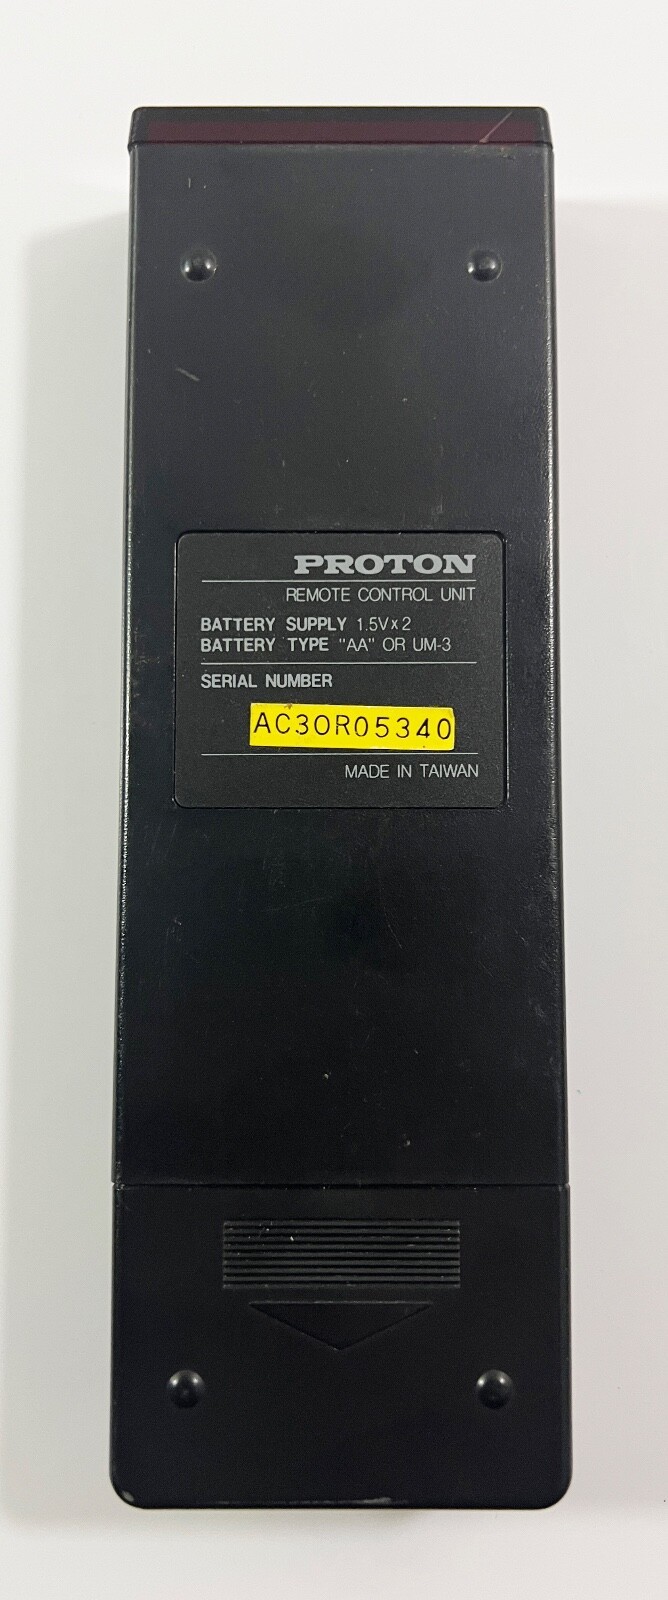 PROTON
REMOTE CONTROL UNIT
BATTERY SUPPLY 1.5V x 2
BATTERY TYPE "AA" OR UM-3
SERIAL NUMBER
AC30R05340
MADE IN TAIWAN